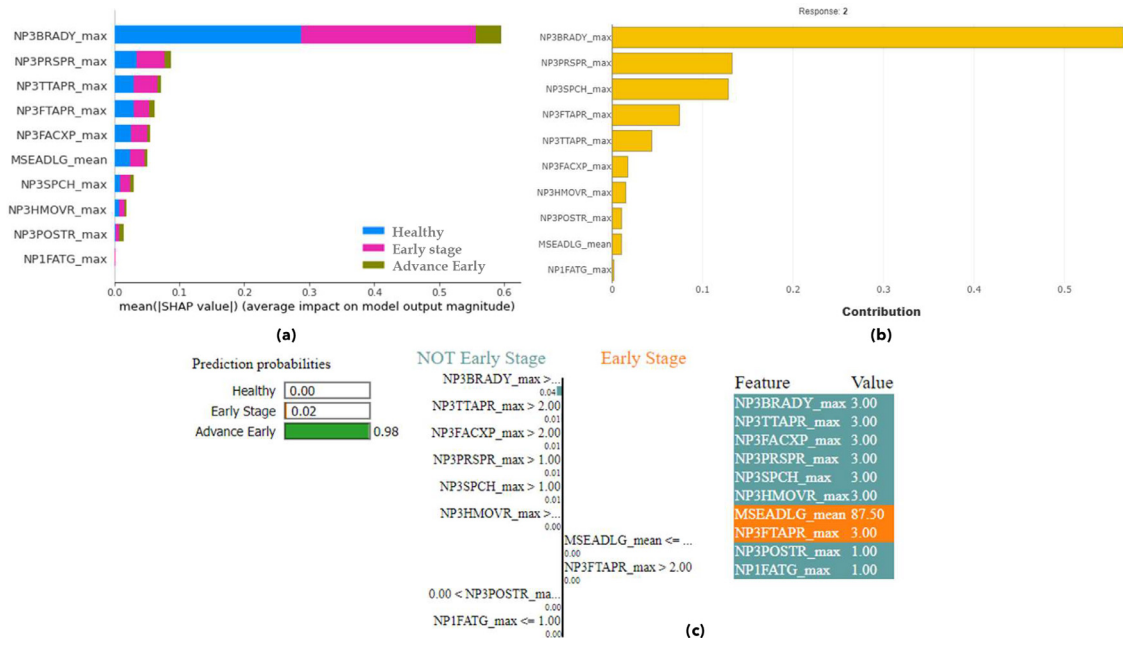 NP3BRADY_max
NP3PRSPR_max
NP3TTAPR_max
NP3FTAPR_max
NP3FACXP_max
MSEADLG_mean
NP3SPCH_max
NP3HMOVR_max
NP3POSTR_max
NP1FATG_max
Healthy
Early stage
Advance Early
0.0 0.1 0.2 0.3 0.4 0.5 0.6
mean(|SHAP value|) (average impact on model output magnitude)
(a)
Response: 2
NP3BRADY_max
NP3PRSPR_max
NP3SPCH_max
NP3FTAPR_max
NP3TTAPR_max
NP3FACXP_max
NP3HMOVR_max
NP3POSTR_max
MSEADLG_mean
NP1FATG_max
0 0.1 0.2 0.3 0.4 0.5
Contribution
(b)
Prediction probabilities
Healthy 0.00
Early Stage 0.02
Advance Early 0.98
NOT Early Stage Early Stage
NP3BRADY_max >...
0.04
NP3TTAPR_max > 2.00
0.01
NP3FACXP_max > 2.00
0.01
NP3PRSPR_max > 1.00
0.01
NP3SPCH_max > 1.00
0.01
NP3HMOVR_max >...
0.00
MSEADLG_mean <= ...
0.00
NP3FTAPR_max > 2.00
0.00
0.00 < NP3POSTR_ma...
0.00
NP1FATG_max <= 1.00
0.00
Feature Value
NP3BRADY_max 3.00
NP3TTAPR_max 3.00
NP3FACXP_max 3.00
NP3PRSPR_max 3.00
NP3SPCH_max 3.00
NP3HMOVR_max 3.00
MSEADLG_mean 87.50
NP3FTAPR_max 3.00
NP3POSTR_max 1.00
NP1FATG_max 1.00
(c)